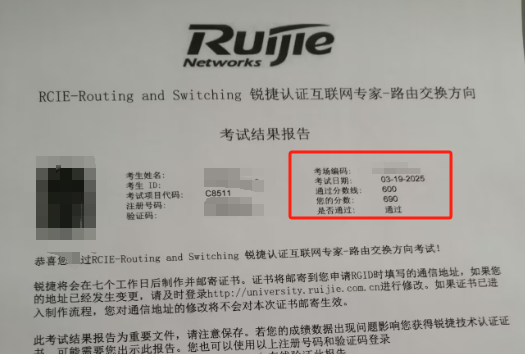 Ruijie
Networks
RCIE-Routing and Switching 锐捷认证互联网专家-路由交换方向
考试结果报告
考生姓名:
考生 ID:
考试项目代码: C8511
注册号码:
验证码:
考场编码:
考试日期: 03-19-2025
通过分数线: 600
您的分数: 690
是否通过: 通过
恭喜您 过RCIE-Routing and Switching 锐捷认证互联网专家-路由交换方向考试!
锐捷将会在七个工作日后制作并邮寄证书。证书将邮寄到您申请RGID时填写的通信地址，如果您
的地址已经发生变更，请及时登录http://university.ruijie.com.cn进行修改。如果证书已进
入制作流程，您对通信地址的修改将不会对本次证书邮寄生效。
此考试结果报告为重要文件，请注意保存。若您的成绩数据出现问题影响您获得锐捷技术认证证
书，可能需要您出示此报告。您也可以使用以上注册号码和验证码登录